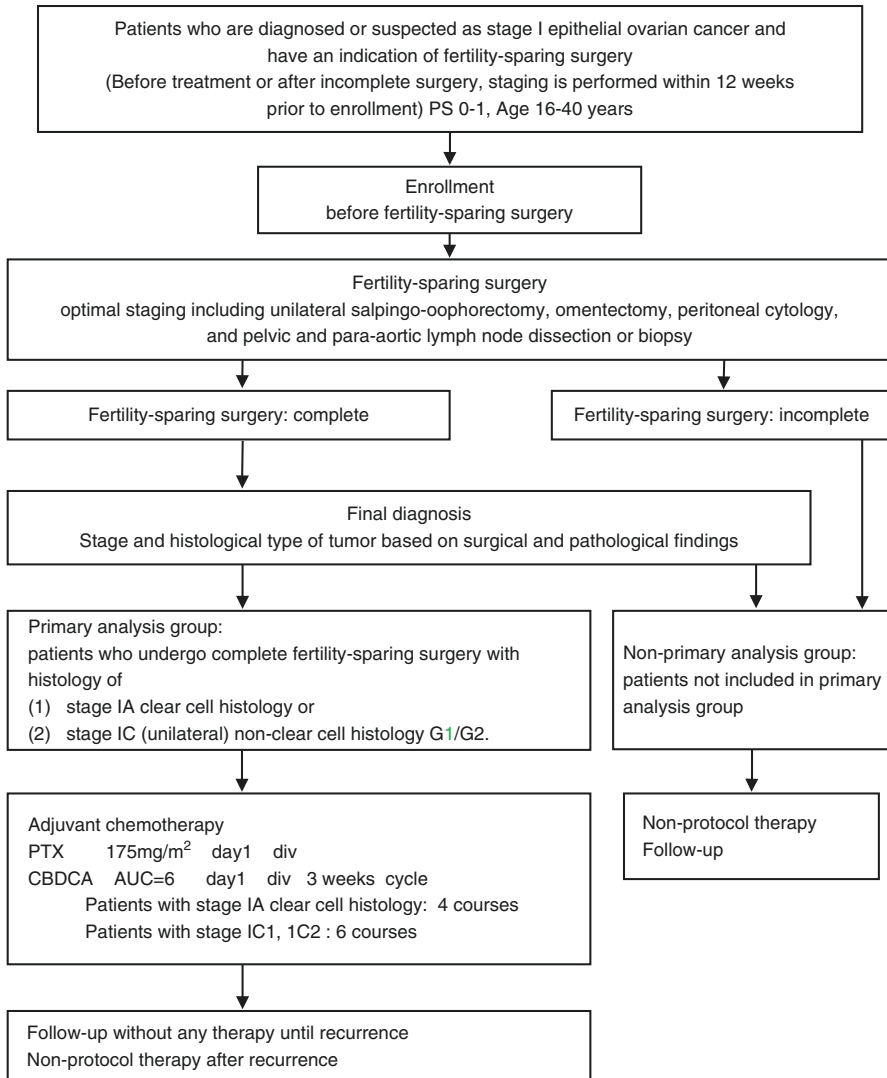 Patients who are diagnosed or suspected as stage I epithelial ovarian cancer and
have an indication of fertility-sparing surgery
(Before treatment or after incomplete surgery, staging is performed within 12 weeks
prior to enrollment) PS 0-1, Age 16-40 years
Enrollment
before fertility-sparing surgery
Fertility-sparing surgery
optimal staging including unilateral salpingo-oophorectomy, omentectomy, peritoneal cytology,
and pelvic and para-aortic lymph node dissection or biopsy
Fertility-sparing surgery: complete
Fertility-sparing surgery: incomplete
Final diagnosis
Stage and histological type of tumor based on surgical and pathological findings
Primary analysis group:
patients who undergo complete fertility-sparing surgery with
histology of
(1) stage IA clear cell histology or
(2) stage IC (unilateral) non-clear cell histology G1/G2.
Non-primary analysis group:
patients not included in primary
analysis group
Adjuvant chemotherapy
PTX 175mg/m² day1 div
CBDCA AUC=6 day1 div 3 weeks cycle
Patients with stage IA clear cell histology: 4 courses
Patients with stage IC1, 1C2 : 6 courses
Non-protocol therapy
Follow-up
Follow-up without any therapy until recurrence
Non-protocol therapy after recurrence